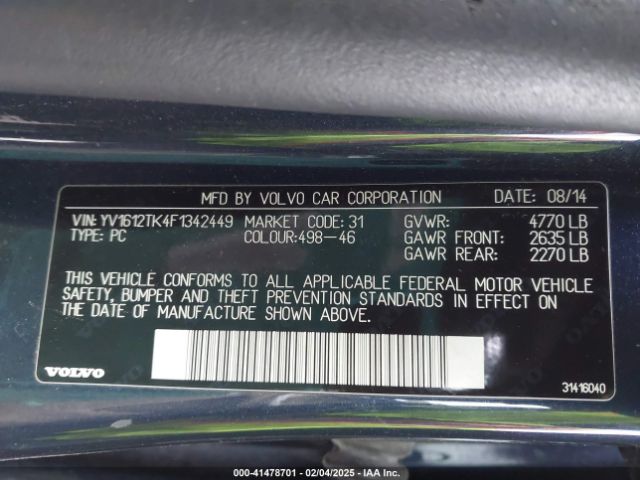 MFD BY VOLVO CAR CORPORATION DATE: 08/14
VIN: YV1612TK4F1342449 MARKET CODE: 31 GVWR: 4770 LB
TYPE: PC COLOUR:498-46 GAWR FRONT: 2635 LB
GAWR REAR: 2270 LB
THIS VEHICLE CONFORMS TO ALL APPLICABLE FEDERAL MOTOR VEHICLE
SAFETY, BUMPER AND THEFT PREVENTION STANDARDS IN EFFECT ON
THE DATE OF MANUFACTURE SHOWN ABOVE.
VOLVO 31416040
000-41478701 - 02/04/2025 - IAA Inc.